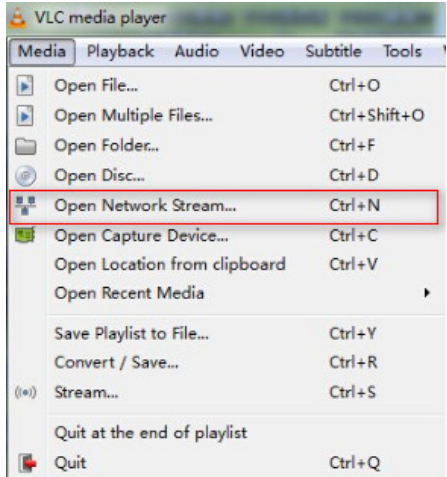 VLC media player
Media Playback Audio Video Subtitle Tools
Open File... Ctrl+O
Open Multiple Files... Ctrl+Shift+O
Open Folder... Ctrl+F
Open Disc... Ctrl+D
Open Network Stream... Ctrl+N
Open Capture Device... Ctrl+C
Open Location from clipboard Ctrl+V
Open Recent Media
Save Playlist to File... Ctrl+Y
Convert / Save... Ctrl+R
Stream... Ctrl+S
Quit at the end of playlist
Quit Ctrl+Q